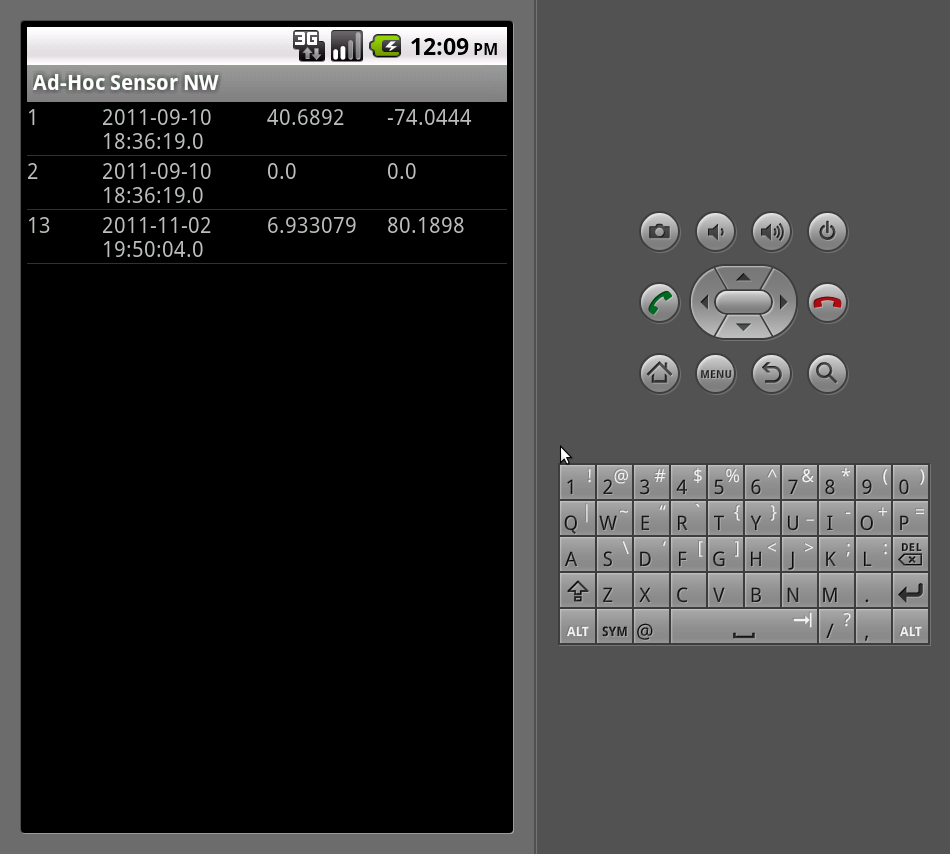 3G 12:09 PM
Ad-Hoc Sensor NW
1 2011-09-10 18:36:19.0 40.6892 -74.0444
2 2011-09-10 18:36:19.0 0.0 0.0
13 2011-11-02 19:50:04.0 6.933079 80.1898
MENU
1 ! 2 @ 3 # 4 $ 5 % 6 ^ 7 & 8 * 9 ( 0 )
Q | W ~ E “ R ` T { Y } U _ I - O + P =
A S \ D ‘ F [ G ] H < J > K ; L : DEL
Z X C V B N M .
ALT SYM @ / ? , ALT